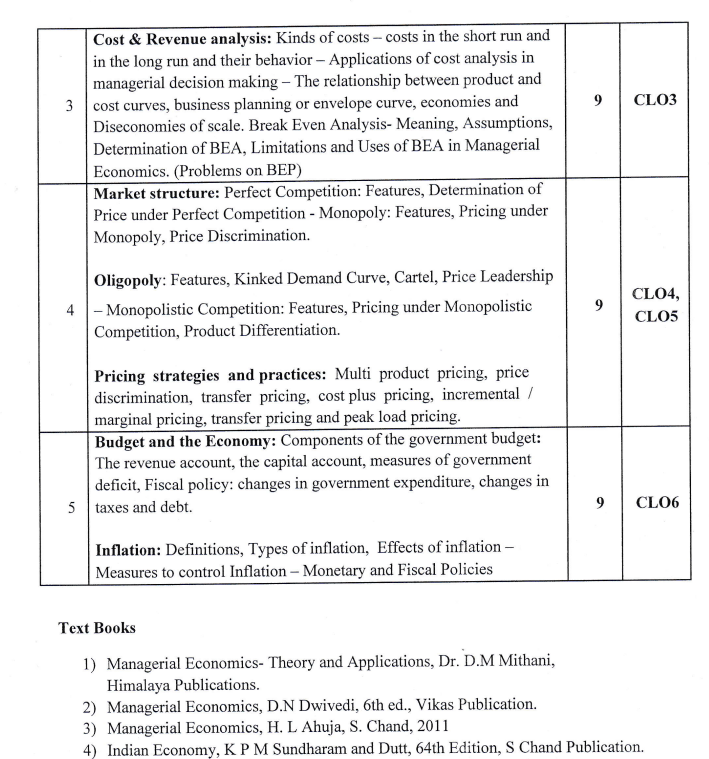 Cost & Revenue analysis: Kinds of costs – costs in the short run and
in the long run and their behavior – Applications of cost analysis in
managerial decision making – The relationship between product and
3 cost curves, business planning or envelope curve, economies and 9 CLO3
Diseconomies of scale. Break Even Analysis- Meaning, Assumptions,
Determination of BEA, Limitations and Uses of BEA in Managerial
Economics. (Problems on BEP)
Market structure: Perfect Competition: Features, Determination of
Price under Perfect Competition - Monopoly: Features, Pricing under
Monopoly, Price Discrimination.
Oligopoly: Features, Kinked Demand Curve, Cartel, Price Leadership
4 – Monopolistic Competition: Features, Pricing under Monopolistic 9 CLO4,
Competition, Product Differentiation. CLO5
Pricing strategies and practices: Multi product pricing, price
discrimination, transfer pricing, cost plus pricing, incremental /
marginal pricing, transfer pricing and peak load pricing.
Budget and the Economy: Components of the government budget:
The revenue account, the capital account, measures of government
deficit, Fiscal policy: changes in government expenditure, changes in
5 taxes and debt. 9 CLO6
Inflation: Definitions, Types of inflation, Effects of inflation –
Measures to control Inflation – Monetary and Fiscal Policies
Text Books
1) Managerial Economics- Theory and Applications, Dr. D.M Mithani,
Himalaya Publications.
2) Managerial Economics, D.N Dwivedi, 6th ed., Vikas Publication.
3) Managerial Economics, H. L Ahuja, S. Chand, 2011
4) Indian Economy, K P M Sundharam and Dutt, 64th Edition, S Chand Publication.